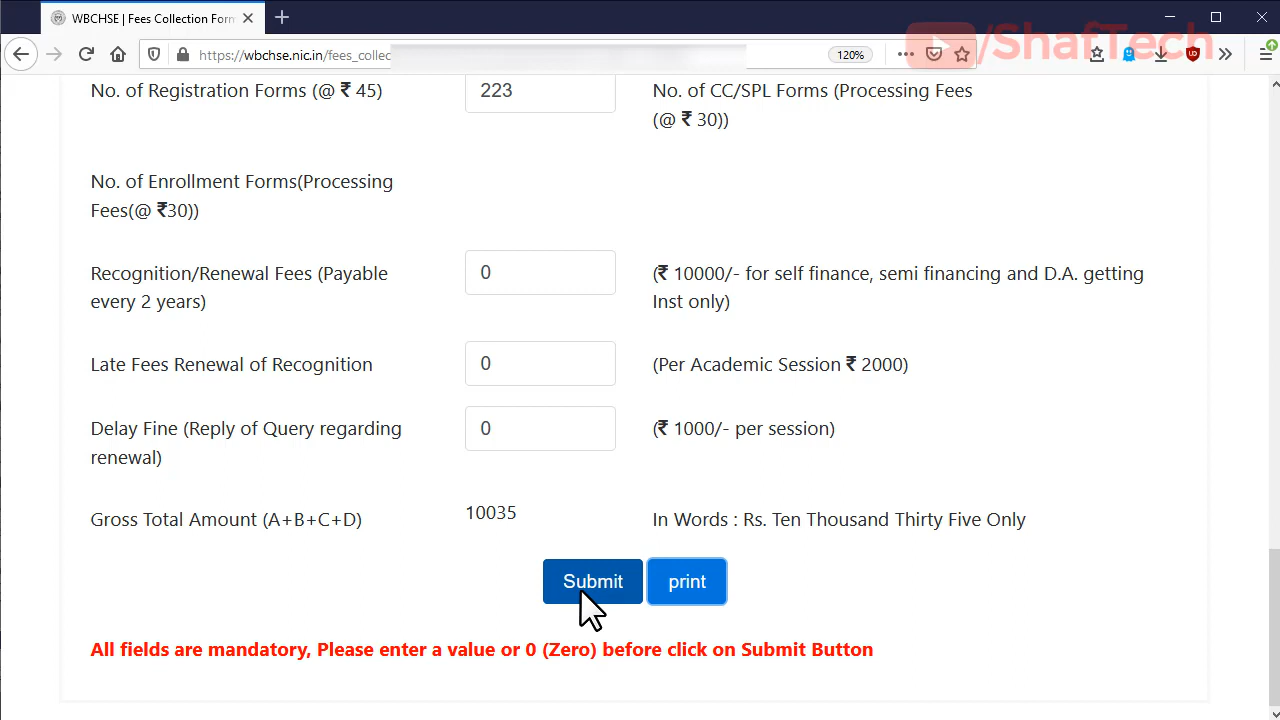 WBCHSE | Fees Collection Form
https://wbchse.nic.in/fees_collec
120%
/ShafTech
No. of Registration Forms (@ ₹ 45)
223
No. of CC/SPL Forms (Processing Fees
(@ ₹ 30))
No. of Enrollment Forms(Processing
Fees(@ ₹30))
Recognition/Renewal Fees (Payable
every 2 years)
0
(₹ 10000/- for self finance, semi financing and D.A. getting
Inst only)
Late Fees Renewal of Recognition
0
(Per Academic Session ₹ 2000)
Delay Fine (Reply of Query regarding
renewal)
0
(₹ 1000/- per session)
Gross Total Amount (A+B+C+D)
10035
In Words : Rs. Ten Thousand Thirty Five Only
Submit
print
All fields are mandatory, Please enter a value or 0 (Zero) before click on Submit Button